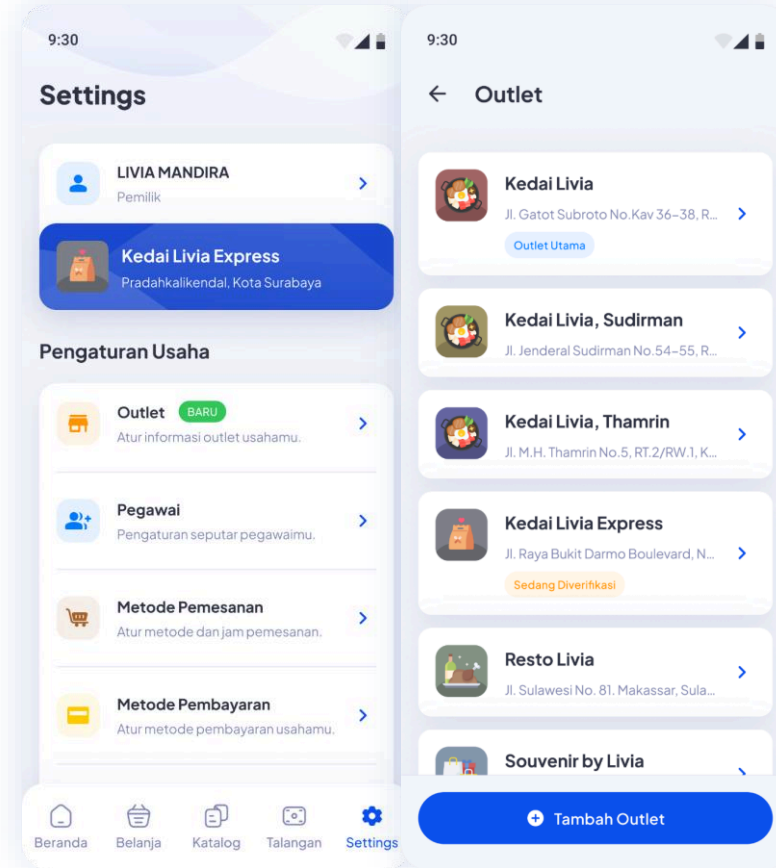 9:30
Settings
LIVIA MANDIRA
Pemilik
Kedai Livia Express
Pradahkalikendal, Kota Surabaya
Pengaturan Usaha
Outlet BARU
Atur informasi outlet usahamu.
Pegawai
Pengaturan seputar pegawaimu.
Metode Pemesanan
Atur metode dan jam pemesanan.
Metode Pembayaran
Atur metode pembayaran usahamu.
Beranda Belanja Katalog Talangan Settings
9:30
Outlet
Kedai Livia
Jl. Gatot Subroto No.Kav 36-38, R...
Outlet Utama
Kedai Livia, Sudirman
Jl. Jenderal Sudirman No.54-55, R...
Kedai Livia, Thamrin
Jl. M.H. Thamrin No.5, RT.2/RW.1, K...
Kedai Livia Express
Jl. Raya Bukit Darmo Boulevard, N...
Sedang Diverifikasi
Resto Livia
Jl. Sulawesi No. 81. Makassar, Sula...
Souvenir by Livia
Tambah Outlet